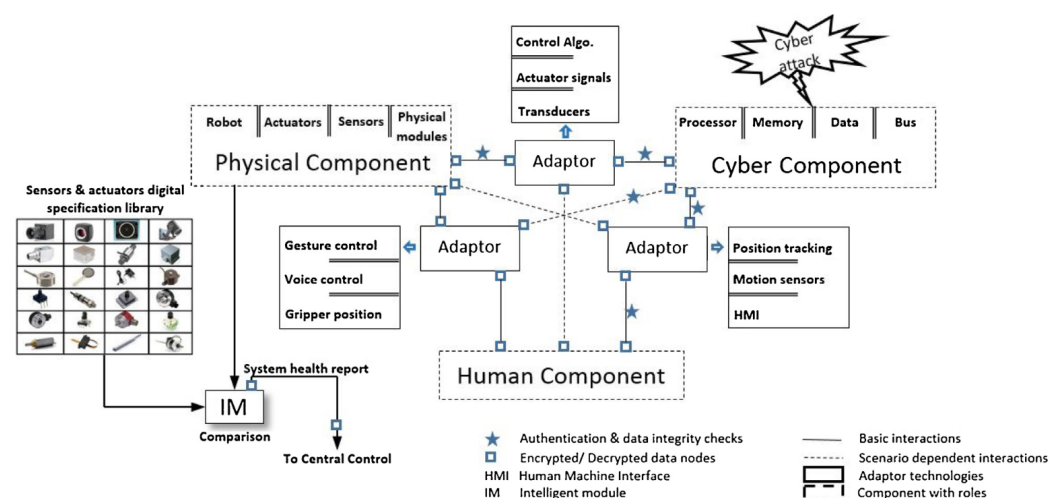 Control Algo.
Actuator signals
Transducers
Cyber
attack
Robot
Actuators
Sensors
Physical
modules
Physical Component
Adaptor
Processor
Memory
Data
Bus
Cyber Component
Sensors & actuators digital
specification library
Gesture control
Voice control
Gripper position
Adaptor
Adaptor
Position tracking
Motion sensors
HMI
Human Component
System health report
IM
Comparison
To Central Control
Authentication & data integrity checks
Encrypted/ Decrypted data nodes
HMI Human Machine Interface
IM Intelligent module
Basic interactions
Scenario dependent interactions
Adaptor technologies
Component with roles